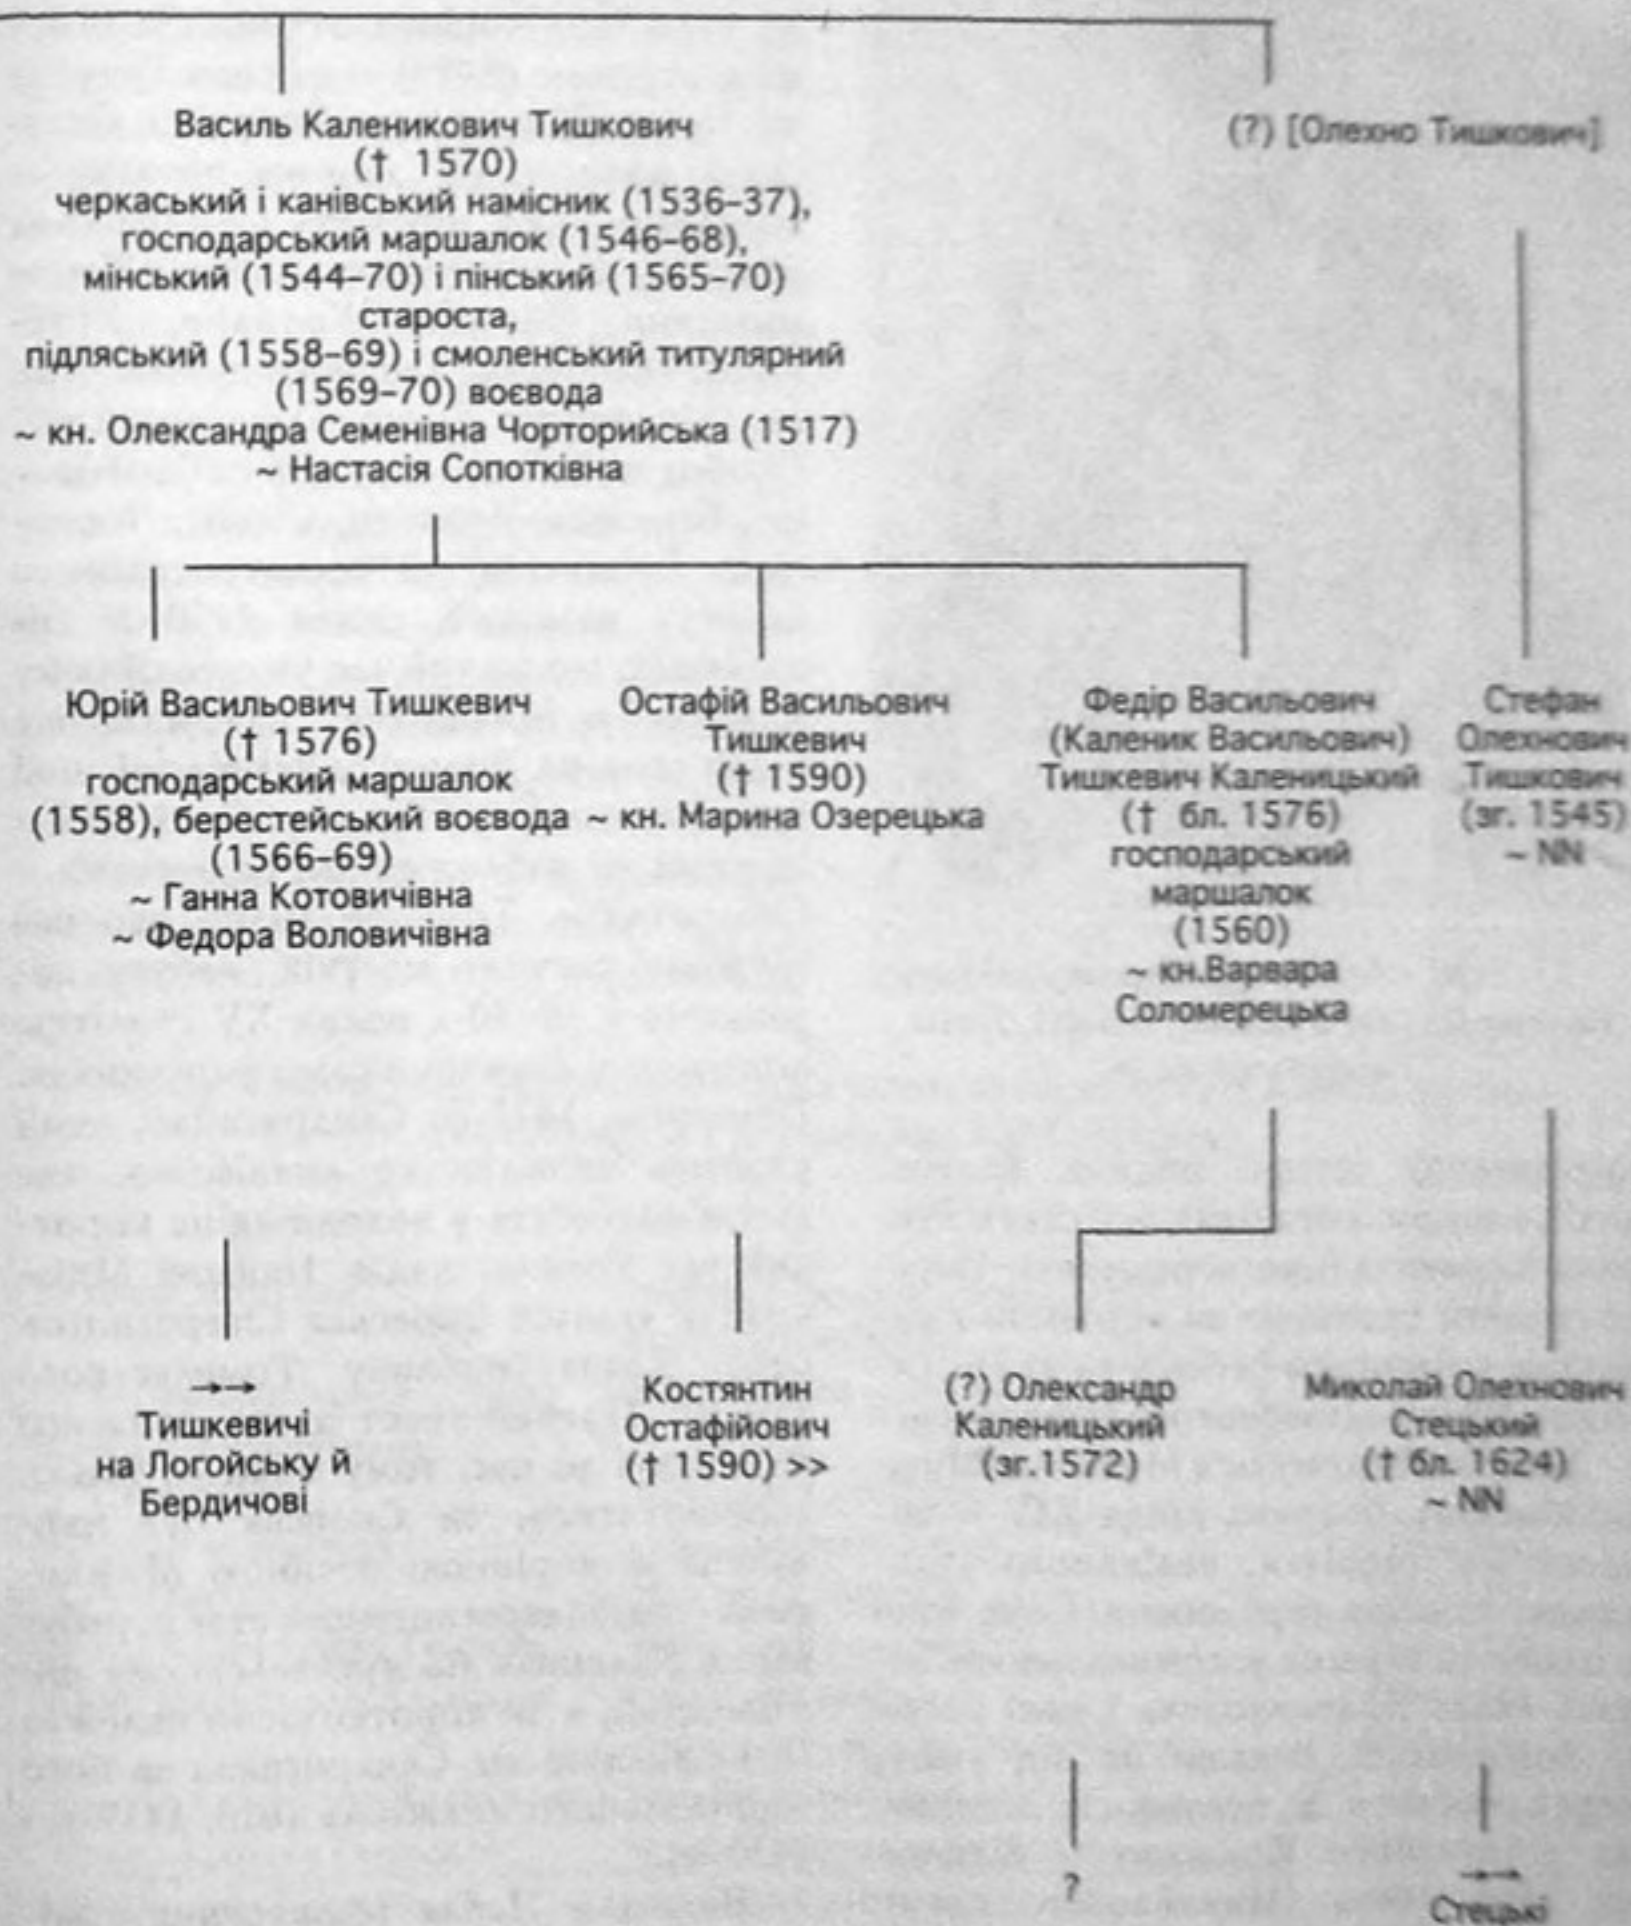 Василь Каленикович Тишкович
(† 1570)
черкаський і канівський намісник (1536–37),
господарський маршалок (1546–68),
мінський (1544–70) і пінський (1565–70)
староста,
підляський (1558–69) і смоленський титулярний
(1569–70) воєвода
~ кн. Олександра Семенівна Чорторийська (1517)
~ Настасія Сопотківна
(?) [Олехно Тишкович]
Юрій Васильович Тишкевич
(† 1576)
господарський маршалок
(1558), берестейський воєвода
(1566–69)
~ Ганна Котовичівна
~ Федора Воловичівна
Остафій Васильович
Тишкевич
(† 1590)
~ кн. Марина Озерецька
Федір Васильович
(Каленик Васильович)
Тишкевич Каленицький
(† бл. 1576)
господарський
маршалок
(1560)
~ кн.Варвара
Соломерецька
Стефан
Олехнович
Тишкович
(зг. 1545)
~ NN
→→
Тишкевичі
на Логойську й
Бердичові
Костянтин
Остафійович
(† 1590) >>
(?) Олександр
Каленицький
(зг.1572)
Миколай Олехнович
Стецький
(† бл. 1624)
~ NN
?
→→
Стецькі